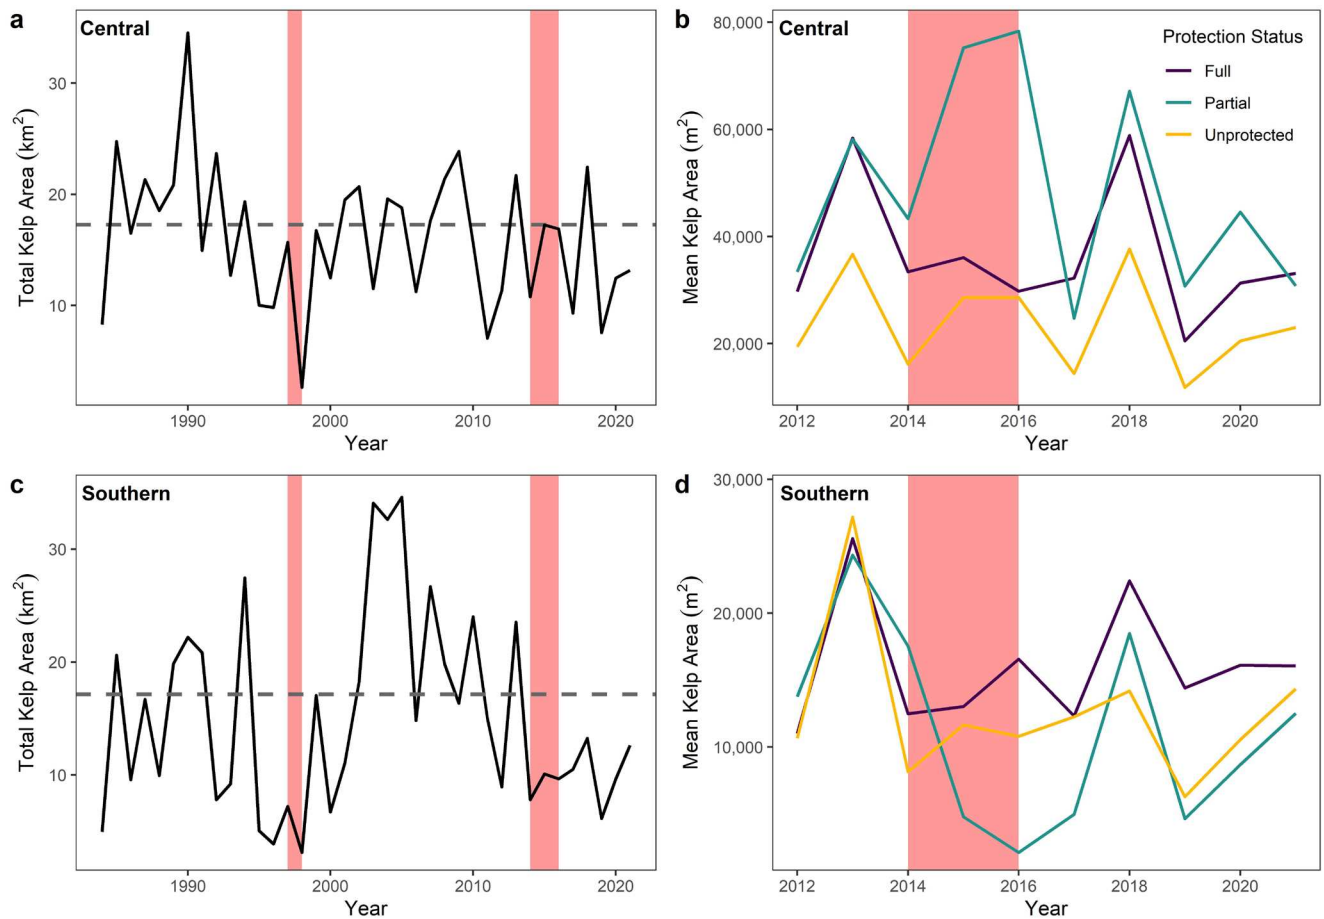 a
Central
Total Kelp Area (km²)
30
20
10
1990
2000
2010
2020
Year
b
Central
Protection Status
Full
Partial
Unprotected
Mean Kelp Area (m²)
80,000
60,000
40,000
20,000
2012
2014
2016
2018
2020
Year
c
Southern
Total Kelp Area (km²)
30
20
10
1990
2000
2010
2020
Year
d
Southern
Mean Kelp Area (m²)
30,000
20,000
10,000
2012
2014
2016
2018
2020
Year